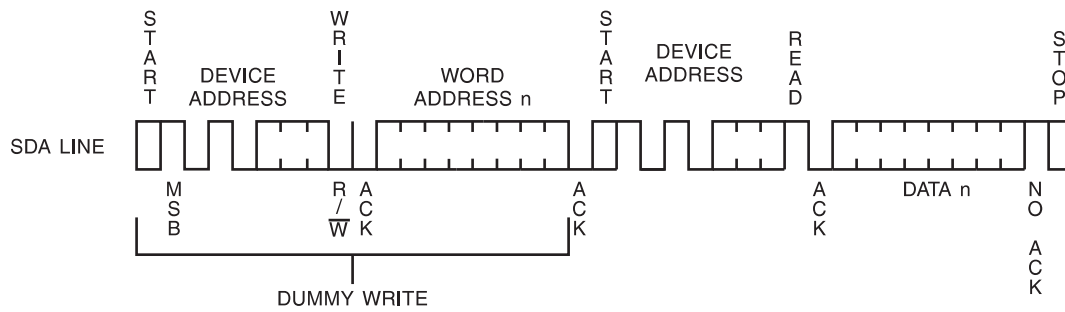 START
WRITE
START
READ
STOP
DEVICE
ADDRESS
WORD
ADDRESS n
DEVICE
ADDRESS
SDA LINE
MSB
R/W
ACK
ACK
ACK
DATA n
NO ACK
DUMMY WRITE